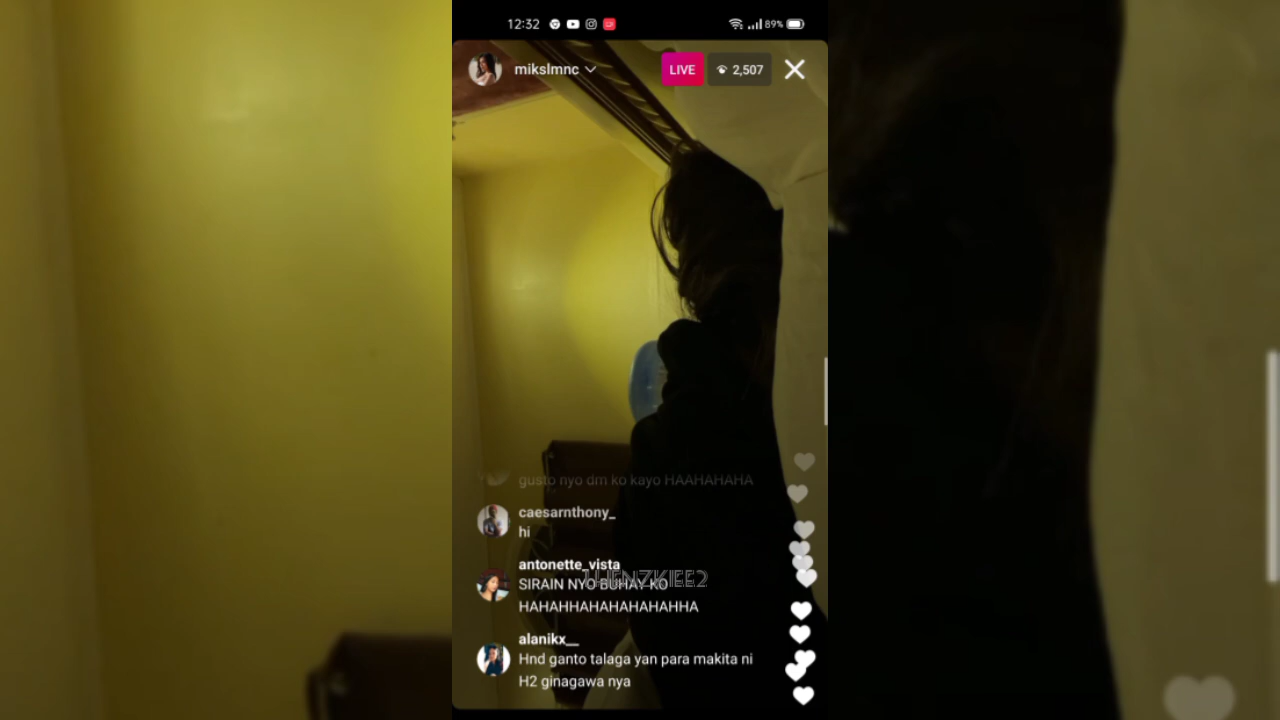 12:32
89%
mikslmnc
LIVE
2,507
gusto nyo dm ko kayo HAAHAHAHA
caesarnthony_
hi
antonette_vista
SIRAIN NYO BUHAY KO
HAHAHHAHAHAHAHAHHA
alanikx__
Hnd ganto talaga yan para makita ni
H2 ginagawa nya